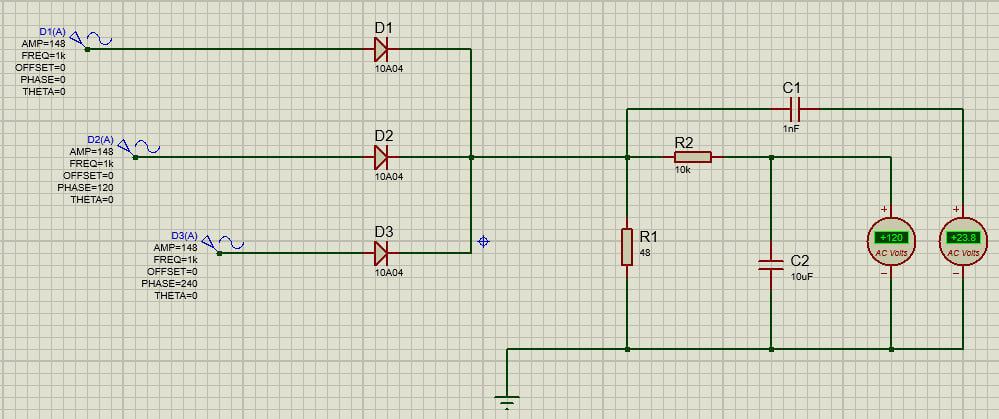 D1(A)
AMP=148
FREQ=1k
OFFSET=0
PHASE=0
THETA=0
D1
10A04
D2(A)
AMP=148
FREQ=1k
OFFSET=0
PHASE=120
THETA=0
D2
10A04
D3(A)
AMP=148
FREQ=1k
OFFSET=0
PHASE=240
THETA=0
D3
10A04
C1
1nF
R2
10k
R1
48
C2
10uF
+
+120
AC Volts
−
+
+23.8
AC Volts
−